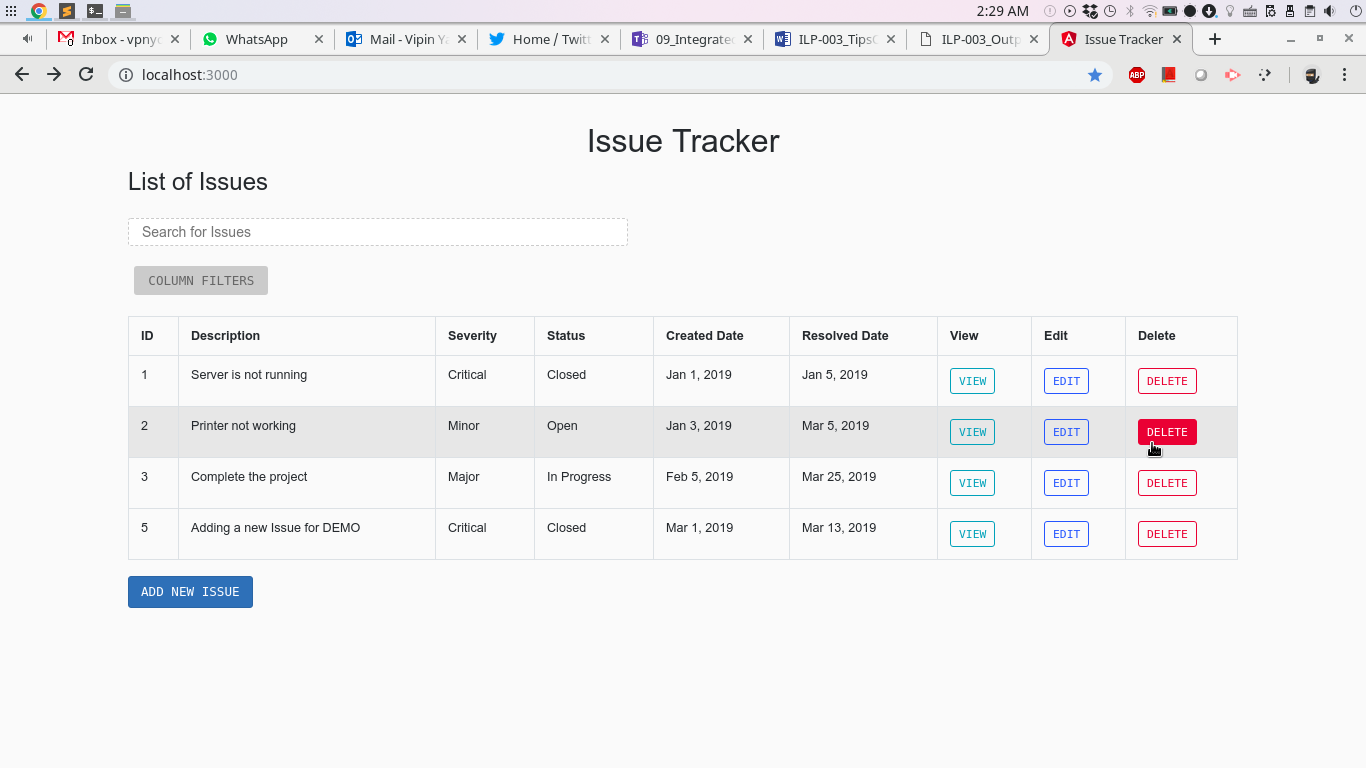 2:29 AM
Inbox - vpnyc
WhatsApp
Mail - Vipin Ya
Home / Twitt
09_Integrated
ILP-003_TipsG
ILP-003_Outp
Issue Tracker
localhost:3000
ABP
Issue Tracker
List of Issues
Search for Issues
COLUMN FILTERS
ID Description Severity Status Created Date Resolved Date View Edit Delete
1 Server is not running Critical Closed Jan 1, 2019 Jan 5, 2019 VIEW EDIT DELETE
2 Printer not working Minor Open Jan 3, 2019 Mar 5, 2019 VIEW EDIT DELETE
3 Complete the project Major In Progress Feb 5, 2019 Mar 25, 2019 VIEW EDIT DELETE
5 Adding a new Issue for DEMO Critical Closed Mar 1, 2019 Mar 13, 2019 VIEW EDIT DELETE
ADD NEW ISSUE